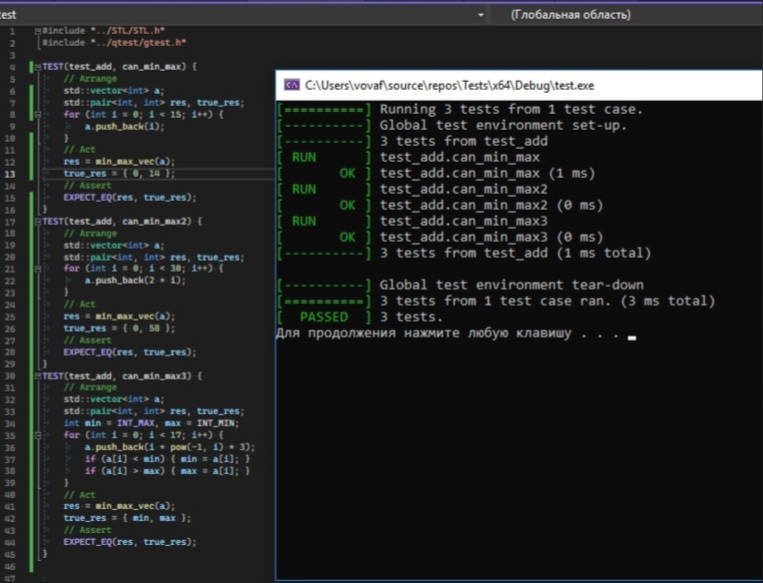 test
(Глобальная область)
1 #include "../STL/STL.h"
2 #include "../qtest/gtest.h"
3
4 TEST(test_add, can_min_max) {
5 // Arrange
6 std::vector<int> a;
7 std::pair<int, int> res, true_res;
8 for (int i = 0; i < 15; i++) {
9 a.push_back(i);
10 }
11 // Act
12 res = min_max_vec(a);
13 true_res = { 0, 14 };
14 // Assert
15 EXPECT_EQ(res, true_res);
16 }
17 TEST(test_add, can_min_max2) {
18 // Arrange
19 std::vector<int> a;
20 std::pair<int, int> res, true_res;
21 for (int i = 0; i < 30; i++) {
22 a.push_back(2 * i);
23 }
24 // Act
25 res = min_max_vec(a);
26 true_res = { 0, 58 };
27 // Assert
28 EXPECT_EQ(res, true_res);
29 }
30 TEST(test_add, can_min_max3) {
31 // Arrange
32 std::vector<int> a;
33 std::pair<int, int> res, true_res;
34 int min = INT_MAX, max = INT_MIN;
35 for (int i = 0; i < 17; i++) {
36 a.push_back(i * pow(-1, i) * 3);
37 if (a[i] < min) { min = a[i]; }
38 if (a[i] > max) { max = a[i]; }
39 }
40 // Act
41 res = min_max_vec(a);
42 true_res = { min, max };
43 // Assert
44 EXPECT_EQ(res, true_res);
45 }
46
47
C:\Users\vovaf\source\repos\Tests\x64\Debug\test.exe
[==========] Running 3 tests from 1 test case.
[----------] Global test environment set-up.
[----------] 3 tests from test_add
[ RUN      ] test_add.can_min_max
[       OK ] test_add.can_min_max (1 ms)
[ RUN      ] test_add.can_min_max2
[       OK ] test_add.can_min_max2 (0 ms)
[ RUN      ] test_add.can_min_max3
[       OK ] test_add.can_min_max3 (0 ms)
[----------] 3 tests from test_add (1 ms total)
[----------] Global test environment tear-down
[==========] 3 tests from 1 test case ran. (3 ms total)
[  PASSED  ] 3 tests.
Для продолжения нажмите любую клавишу . . .